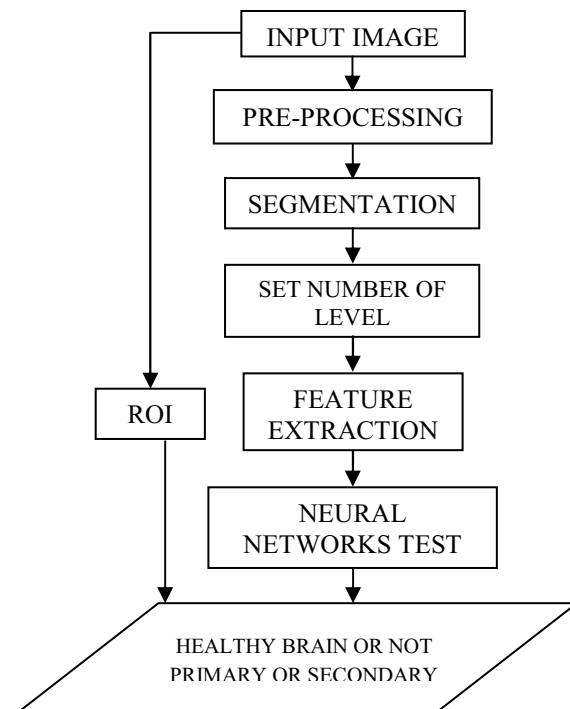 INPUT IMAGE
PRE-PROCESSING
SEGMENTATION
SET NUMBER OF
LEVEL
ROI
FEATURE
EXTRACTION
NEURAL
NETWORKS TEST
HEALTHY BRAIN OR NOT
PRIMARY OR SECONDARY